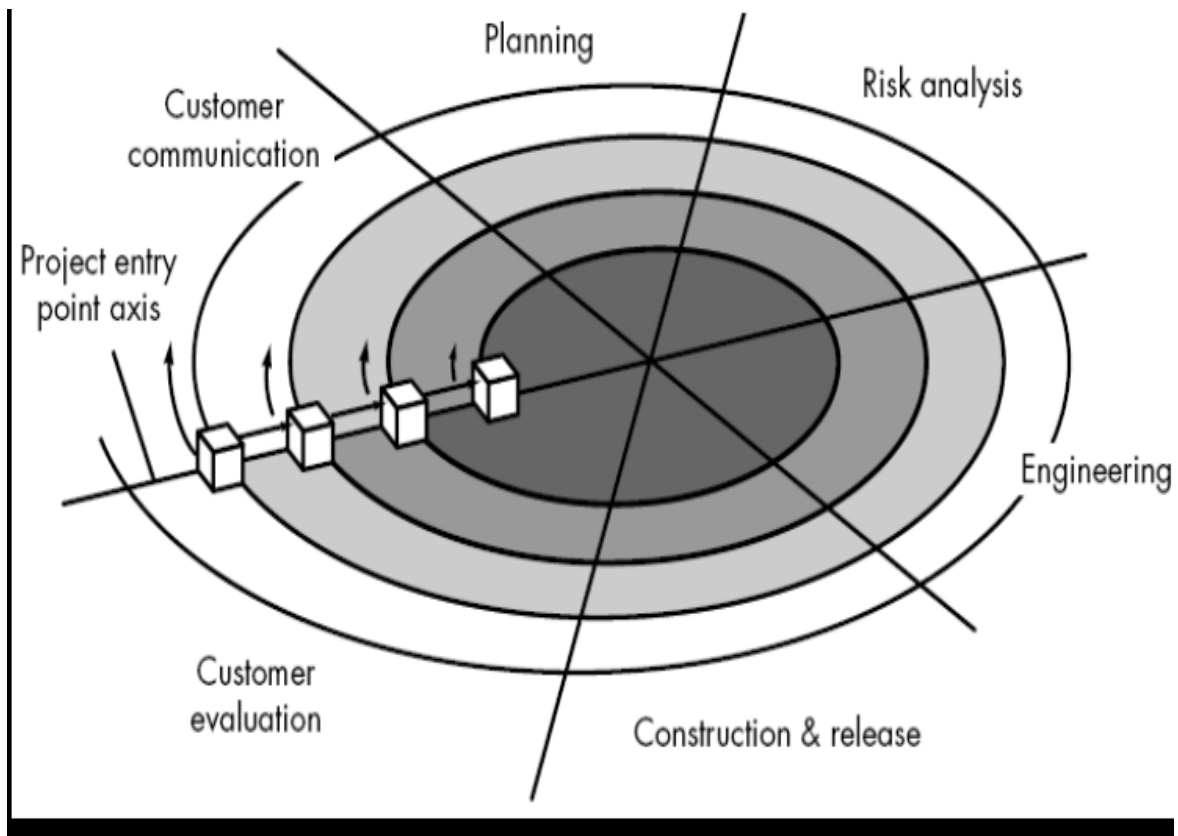 Planning
Risk analysis
Customer
communication
Project entry
point axis
Engineering
Customer
evaluation
Construction & release